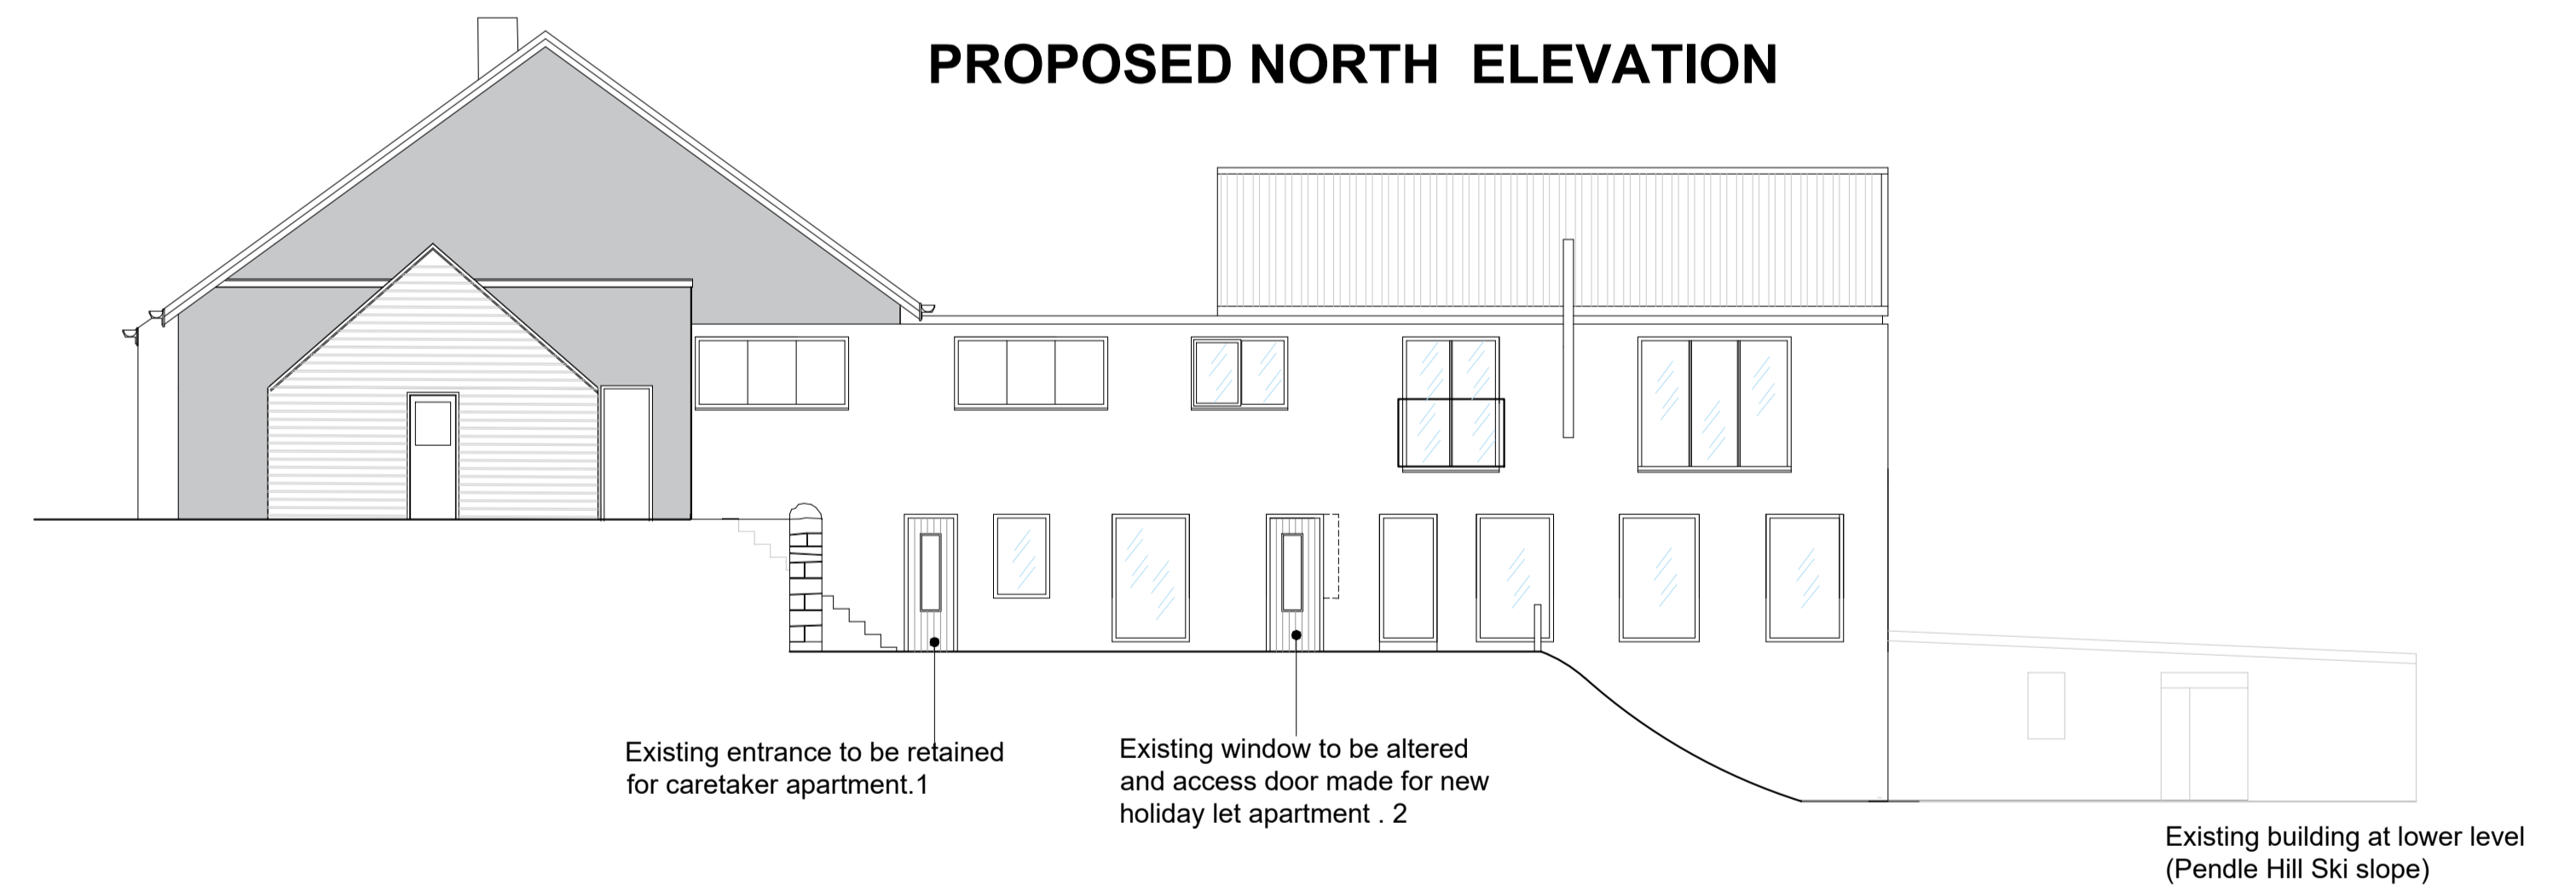 PROPOSED NORTH ELEVATION
Existing entrance to be retained
for caretaker apartment.1
Existing window to be altered
and access door made for new
holiday let apartment . 2
Existing building at lower level
(Pendle Hill Ski slope)